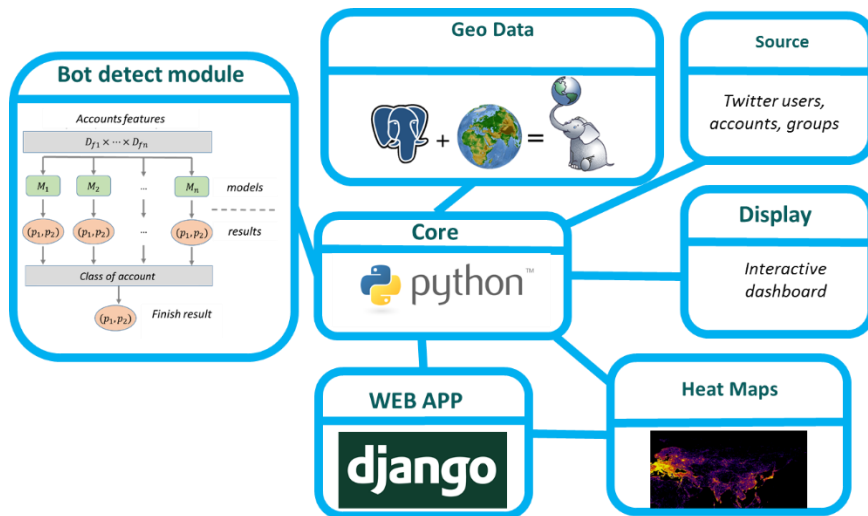 Bot detect module
Accounts features
D_{f1} × ⋯ × D_{fn}
M_1 M_2 ... M_n models
(p_1, p_2) (p_1, p_2) ... (p_1, p_2) results
Class of account
(p_1, p_2) Finish result
Geo Data
+ =
Source
Twitter users,
accounts, groups
Core
python™
Display
Interactive
dashboard
WEB APP
django
Heat Maps